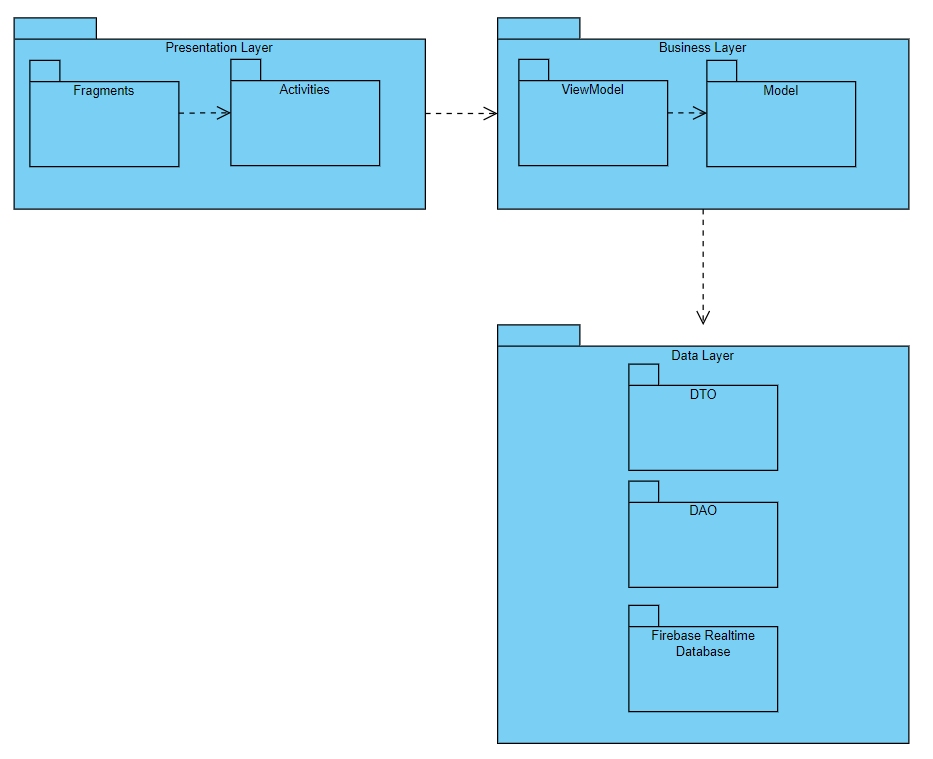 Presentation Layer
Fragments
Activities
Business Layer
ViewModel
Model
Data Layer
DTO
DAO
Firebase Realtime
Database